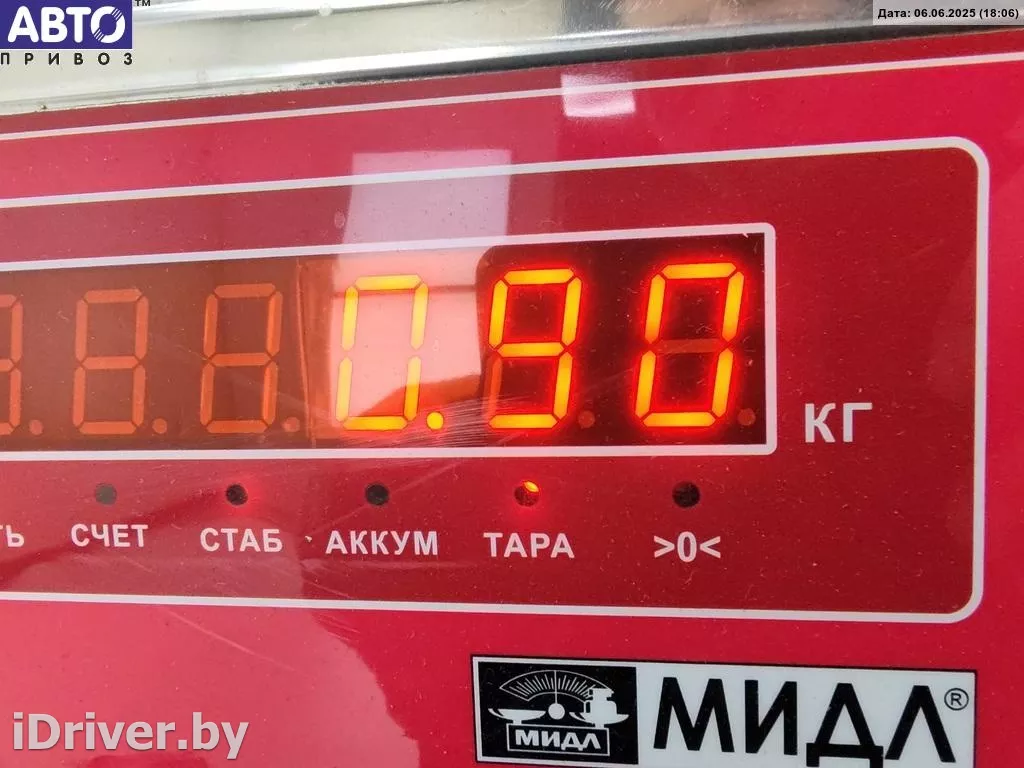 АВТО™
ПРИВОЗ
Дата: 06.06.2025 (18:06)
0.90
КГ
СЧЕТ СТАБ АККУМ ТАРА >0<
МИДЛ
МИДЛ®
iDriver.by